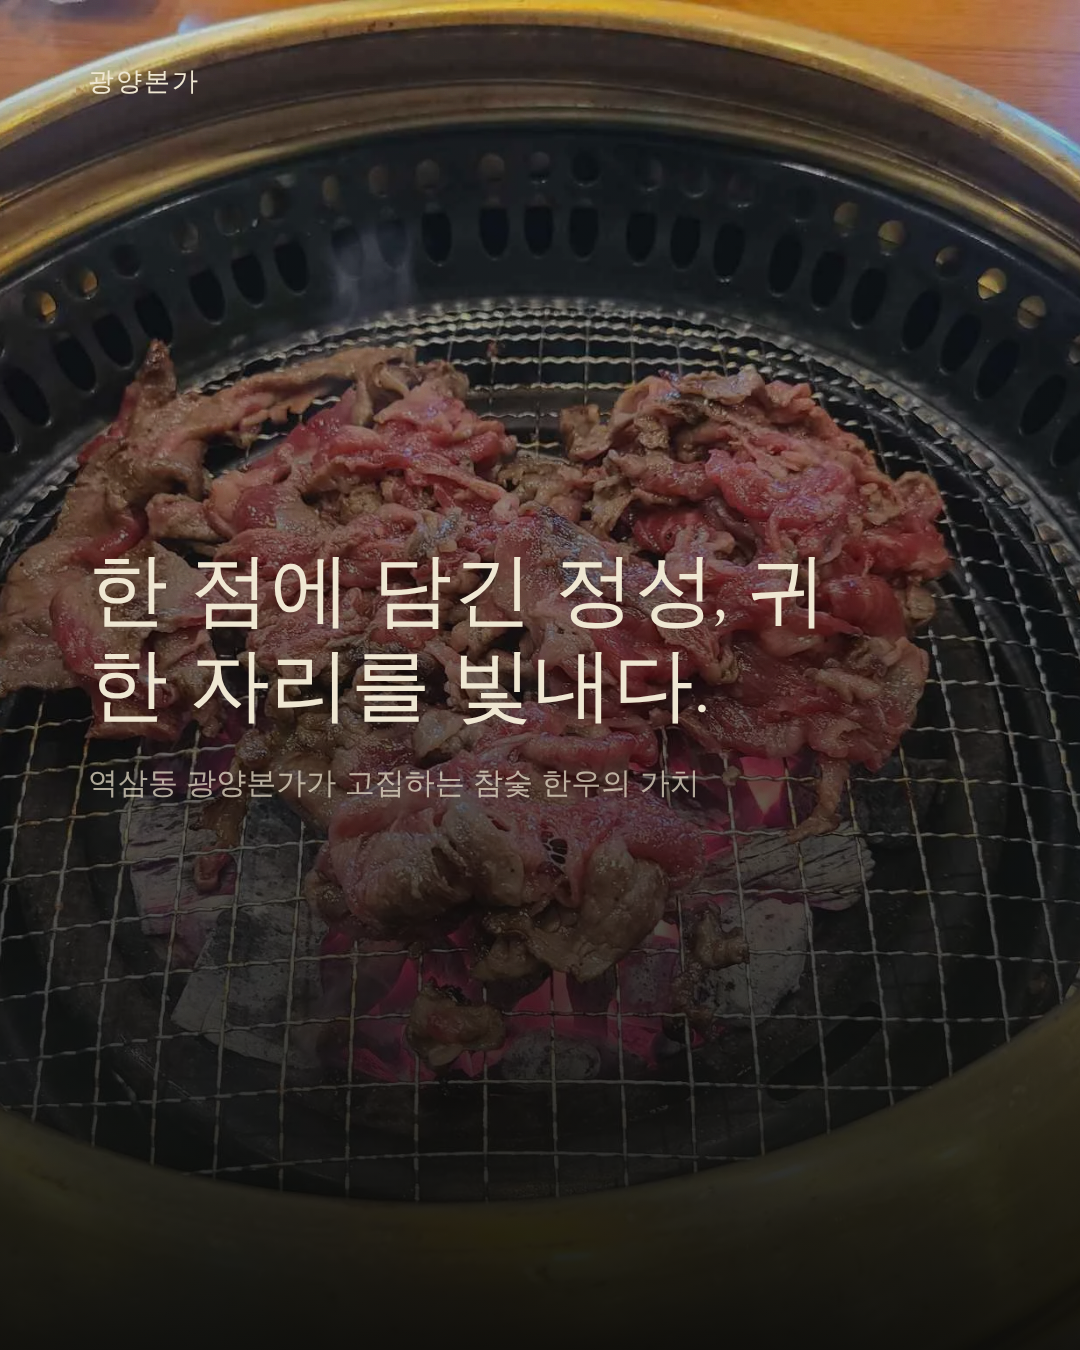 광양본가
한 점에 담긴 정성, 귀
한 자리를 빛내다.
역삼동 광양본가가 고집하는 참숯 한우의 가치